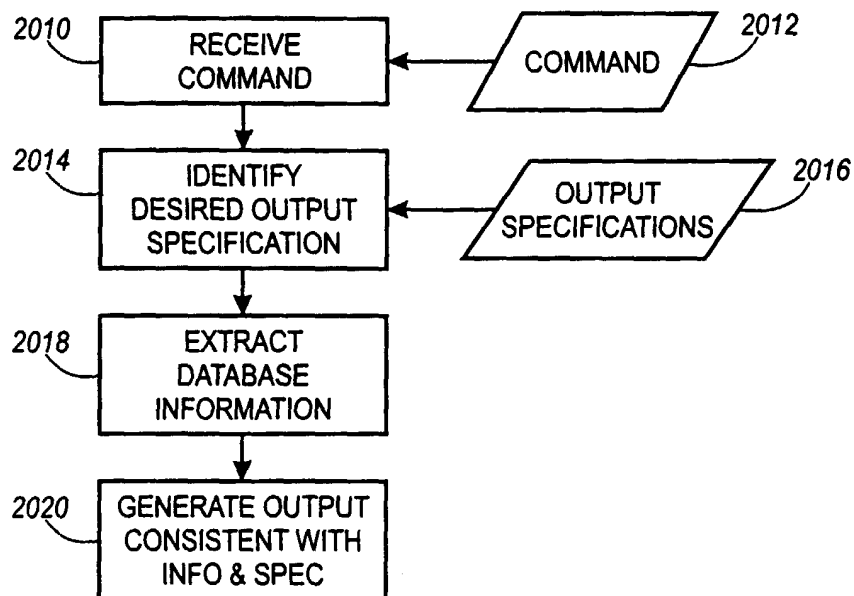 2010
RECEIVE
COMMAND
COMMAND
2012
2014
IDENTIFY
DESIRED OUTPUT
SPECIFICATION
OUTPUT
SPECIFICATIONS
2016
2018
EXTRACT
DATABASE
INFORMATION
2020
GENERATE OUTPUT
CONSISTENT WITH
INFO & SPEC